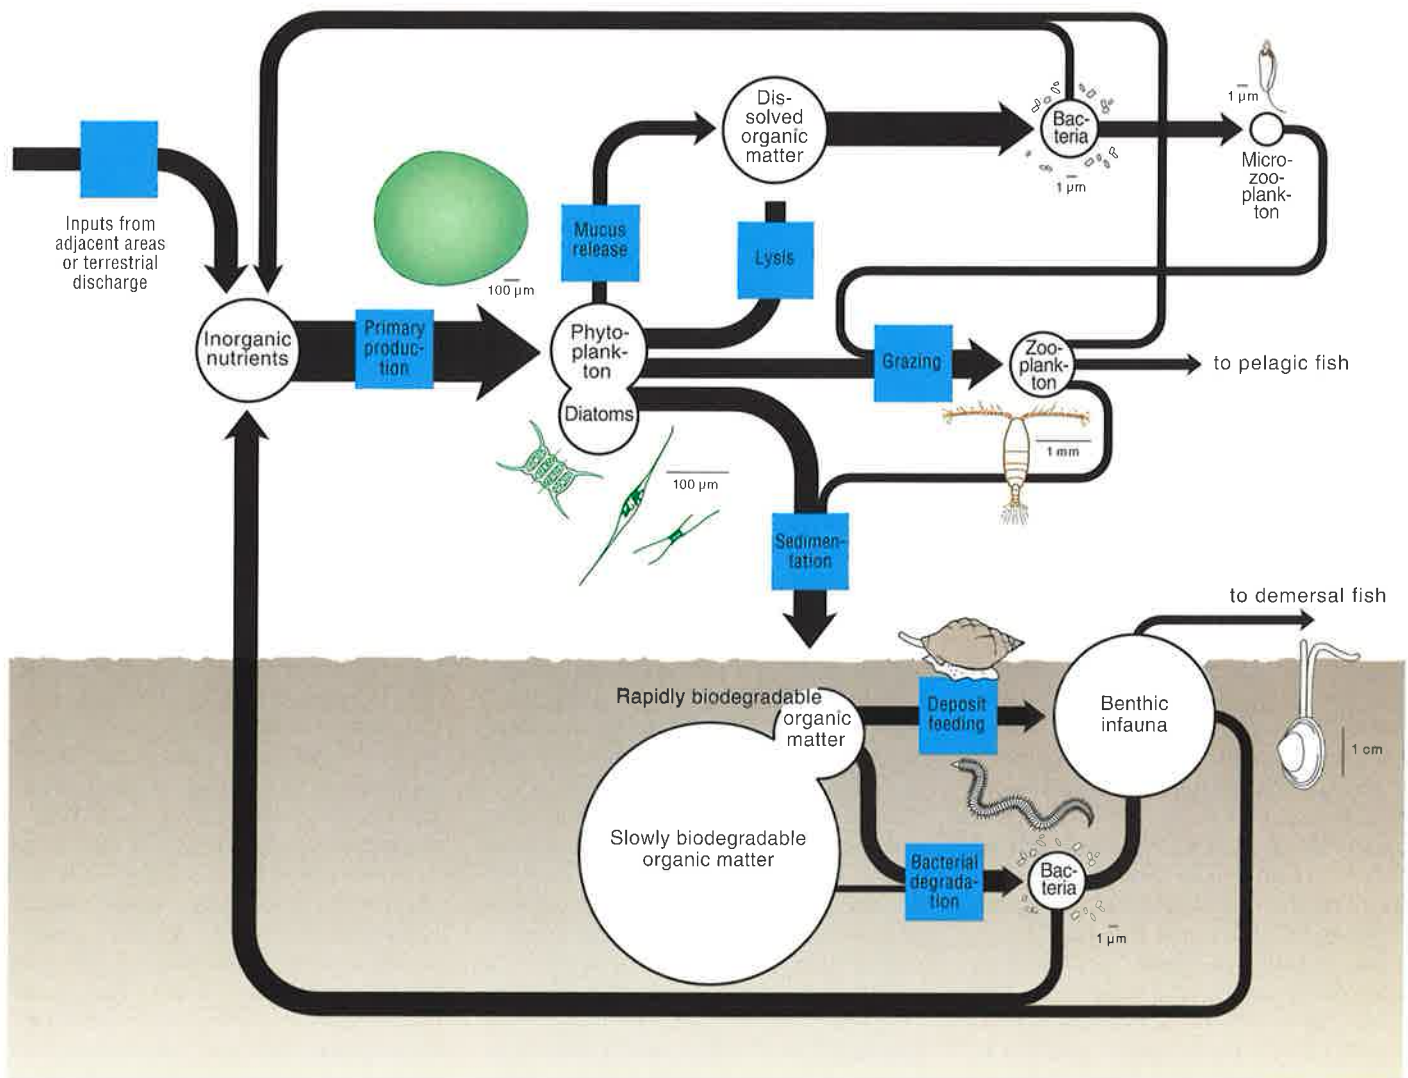 Dis-
solved
organic
matter
Bac-
teria
1 µm
1 µm
Micro-
zoo-
plank-
ton
Inputs from
adjacent areas
or terrestrial
discharge
Mucus
release
Lysis
100 µm
Inorganic
nutrients
Primary
produc-
tion
Phyto-
plank-
ton
Diatoms
Grazing
Zoo-
plank-
ton
to pelagic fish
1 mm
100 µm
Sedimen-
tation
to demersal fish
Rapidly biodegradable
organic
matter
Deposit
feeding
Benthic
infauna
1 cm
Slowly biodegradable
organic matter
Bacterial
degrada-
tion
Bac-
teria
1 µm